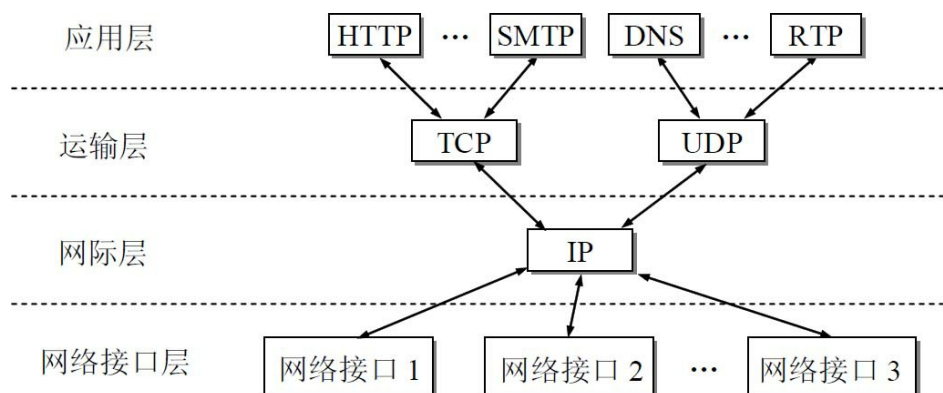 应用层 HTTP … SMTP DNS … RTP
运输层 TCP UDP
网际层 IP
网络接口层 网络接口 1 网络接口 2 … 网络接口 3